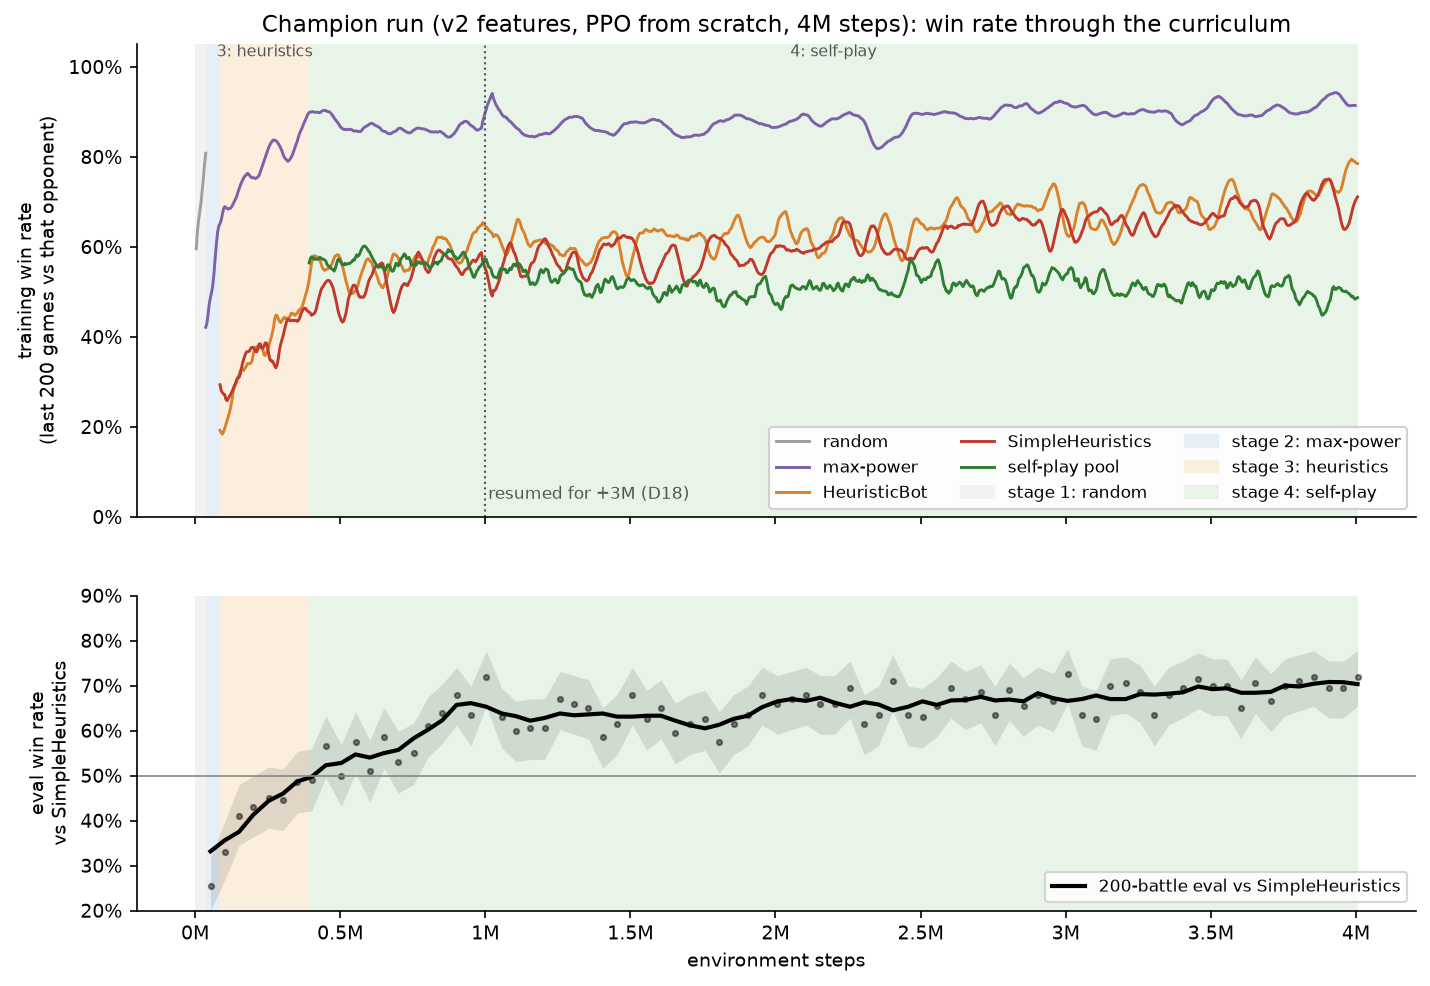 Champion run (v2 features, PPO from scratch, 4M steps): win rate through the curriculum
3: heuristics
4: self-play
100%
80%
60%
40%
20%
0%
training win rate
(last 200 games vs that opponent)
resumed for +3M (D18)
random
max-power
HeuristicBot
SimpleHeuristics
self-play pool
stage 1: random
stage 2: max-power
stage 3: heuristics
stage 4: self-play
90%
80%
70%
60%
50%
40%
30%
20%
eval win rate
vs SimpleHeuristics
200-battle eval vs SimpleHeuristics
0M
0.5M
1M
1.5M
2M
2.5M
3M
3.5M
4M
environment steps